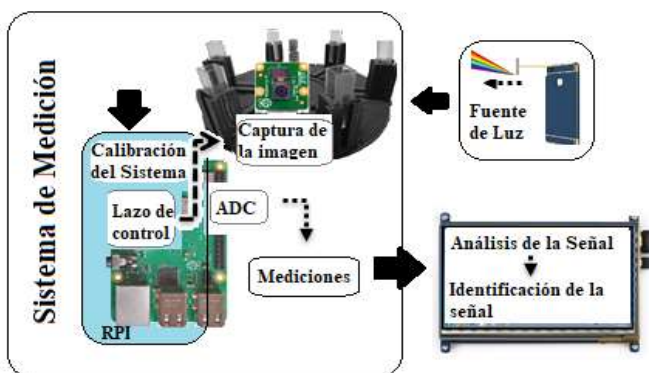 Sistema de Medición
Captura de
la imagen
Calibración
del Sistema
Lazo de
control
ADC
Mediciones
RPI
Fuente
de Luz
Análisis de la Señal
Identificación de la
señal